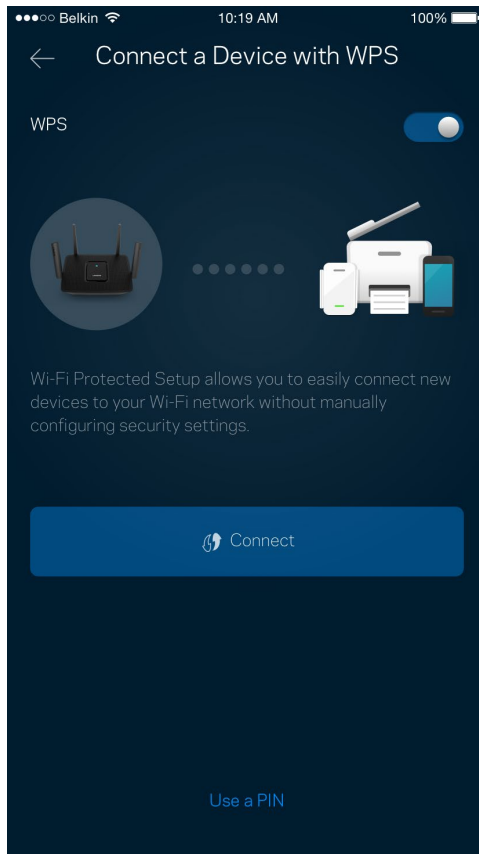 Belkin 10:19 AM 100%
Connect a Device with WPS
WPS
Wi-Fi Protected Setup allows you to easily connect new
devices to your Wi-Fi network without manually
configuring security settings.
Connect
Use a PIN